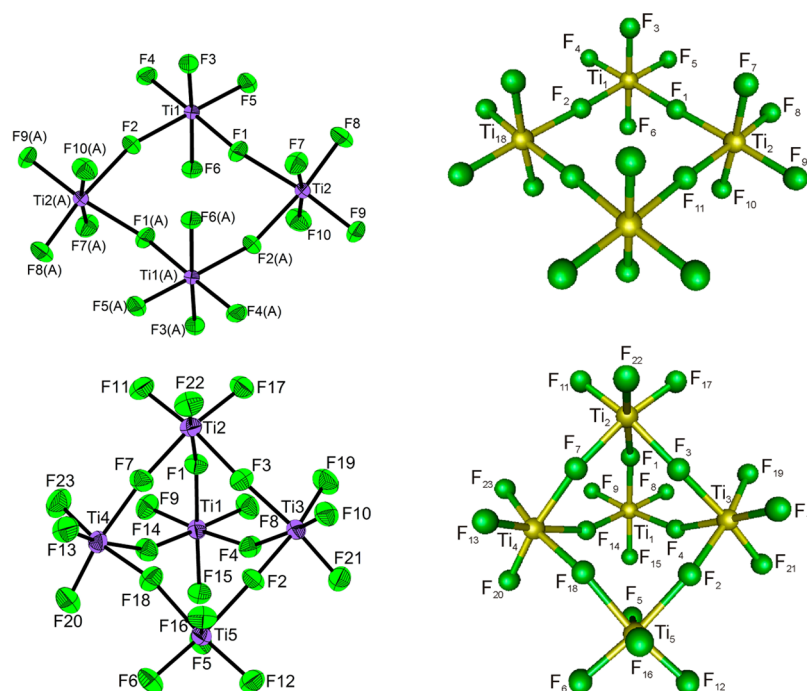 F4 F3
F5
Ti1
F2 F1
F9(A) F10(A)
F6
F7 F8
Ti2(A) Ti2
F7(A) F1(A) F6(A)
F10 F9
F8(A)
Ti1(A) F2(A)
F5(A) F4(A)
F3(A)
F3
F4 F5
Ti1
F7
F8
F2 F1
Ti18 F6 Ti2
F9
F11 F10
F22
F11 F17
Ti2
F7 F1 F3
F23 F9 F19
Ti4 Ti1 Ti3 F10
F14 F8
F13 F4
F15 F21
F18 F2
F20
F16 Ti5
F5
F6 F12
F22
F11 F17
Ti2
F7 F1 F3
F23 F9 F8 F19
Ti3
F13 Ti4 F14 Ti1 F4
F15 F21
F20 F18 F2
F5
Ti5
F16
F6 F12